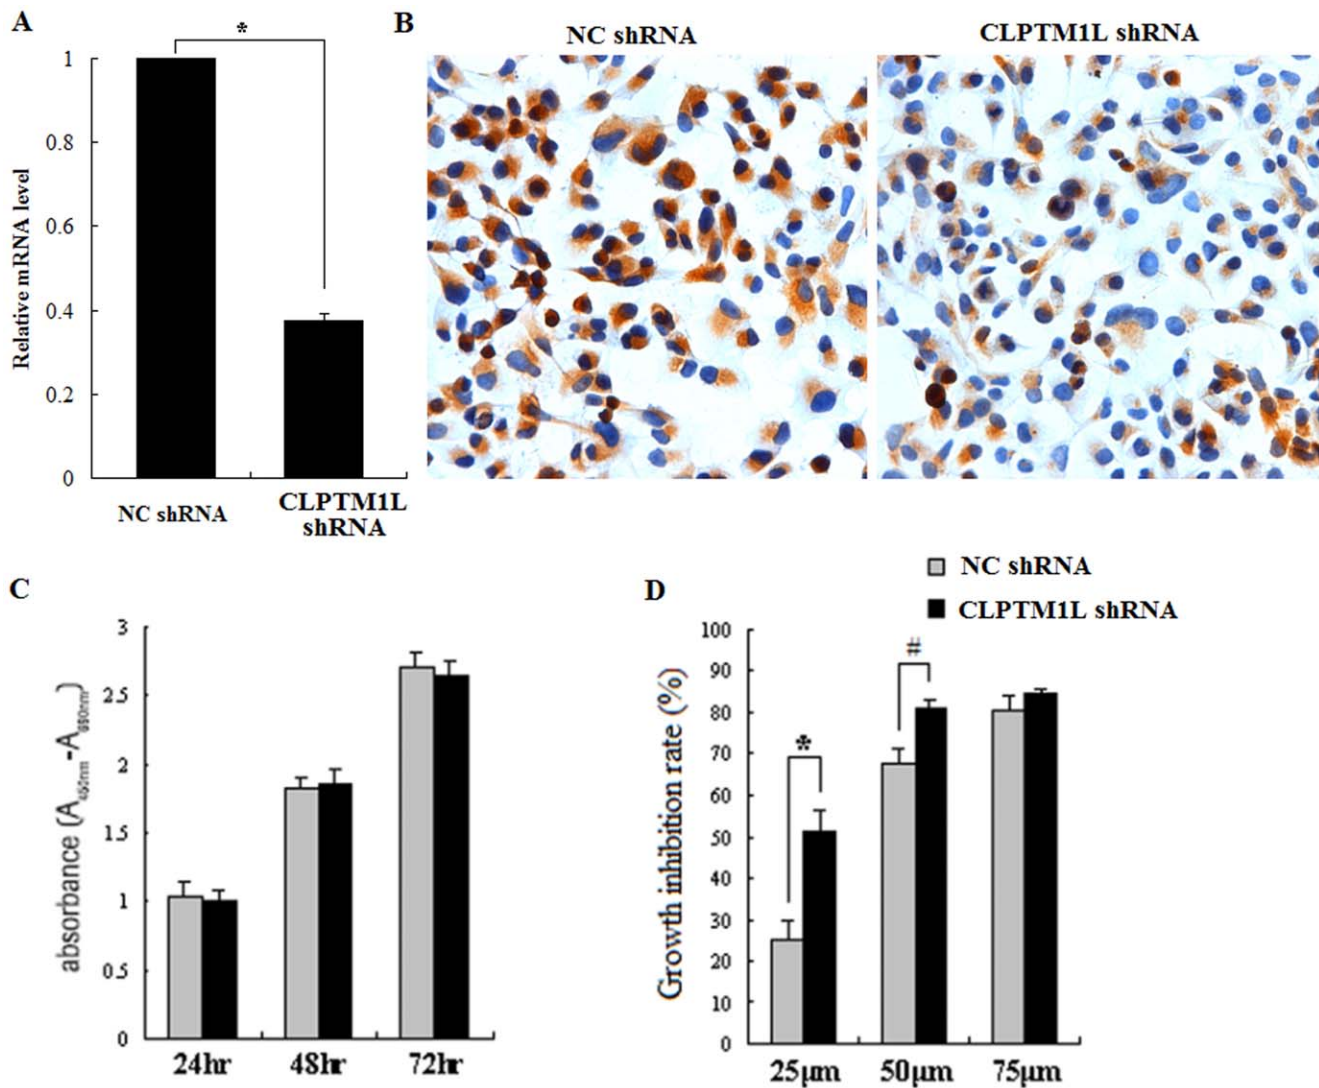 A
*
1
0.8
0.6
0.4
0.2
0
Relative mRNA level
NC shRNA
CLPTM1L
shRNA
B
NC shRNA
CLPTM1L shRNA
C
3
2.5
2
1.5
1
0.5
0
absorbance (A450nm-A650nm)
24hr
48hr
72hr
D
NC shRNA
CLPTM1L shRNA
100
90
80
70
60
50
40
30
20
10
0
Growth inhibition rate (%)
*
#
25µm
50µm
75µm